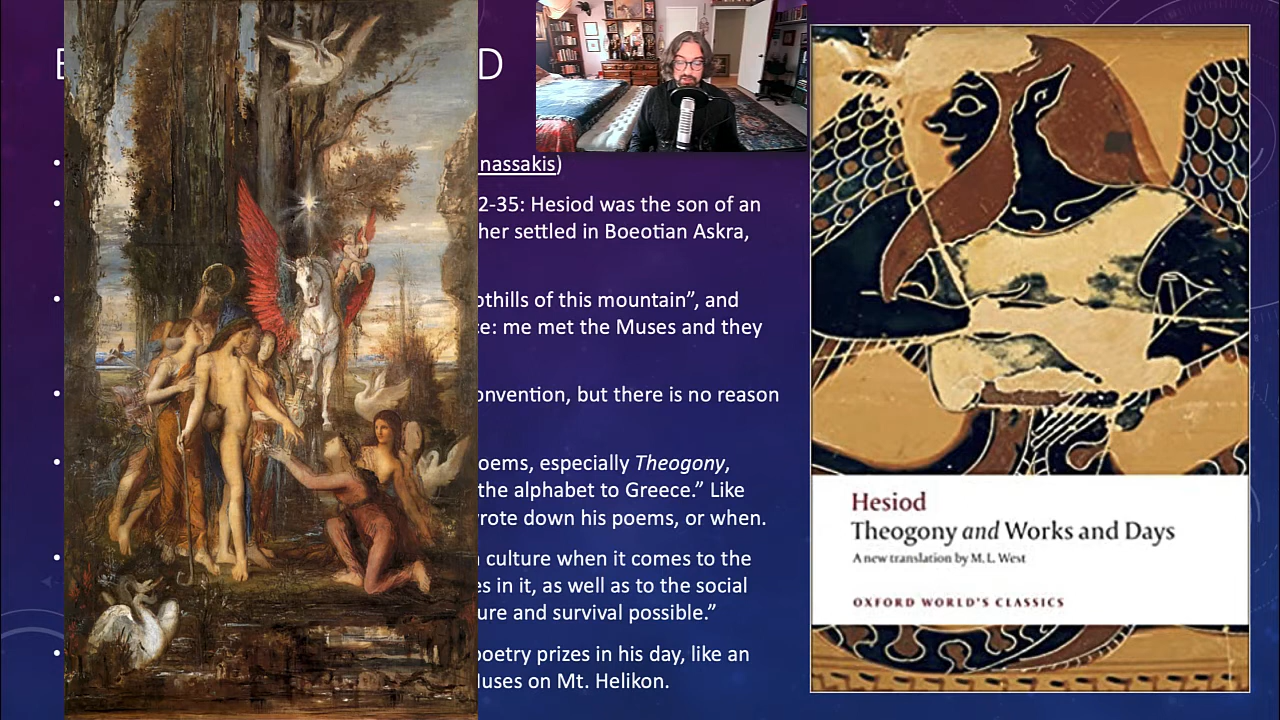 D
nassakis)
2-35: Hesiod was the son of an
her settled in Boeotian Askra,
othills of this mountain”, and
e: me met the Muses and they
onvention, but there is no reason
oems, especially Theogony,
the alphabet to Greece.” Like
rote down his poems, or when.
culture when it comes to the
es in it, as well as to the social
ure and survival possible.”
poetry prizes in his day, like an
uses on Mt. Helikon.
Hesiod
Theogony and Works and Days
A new translation by M. L. West
OXFORD WORLD'S CLASSICS